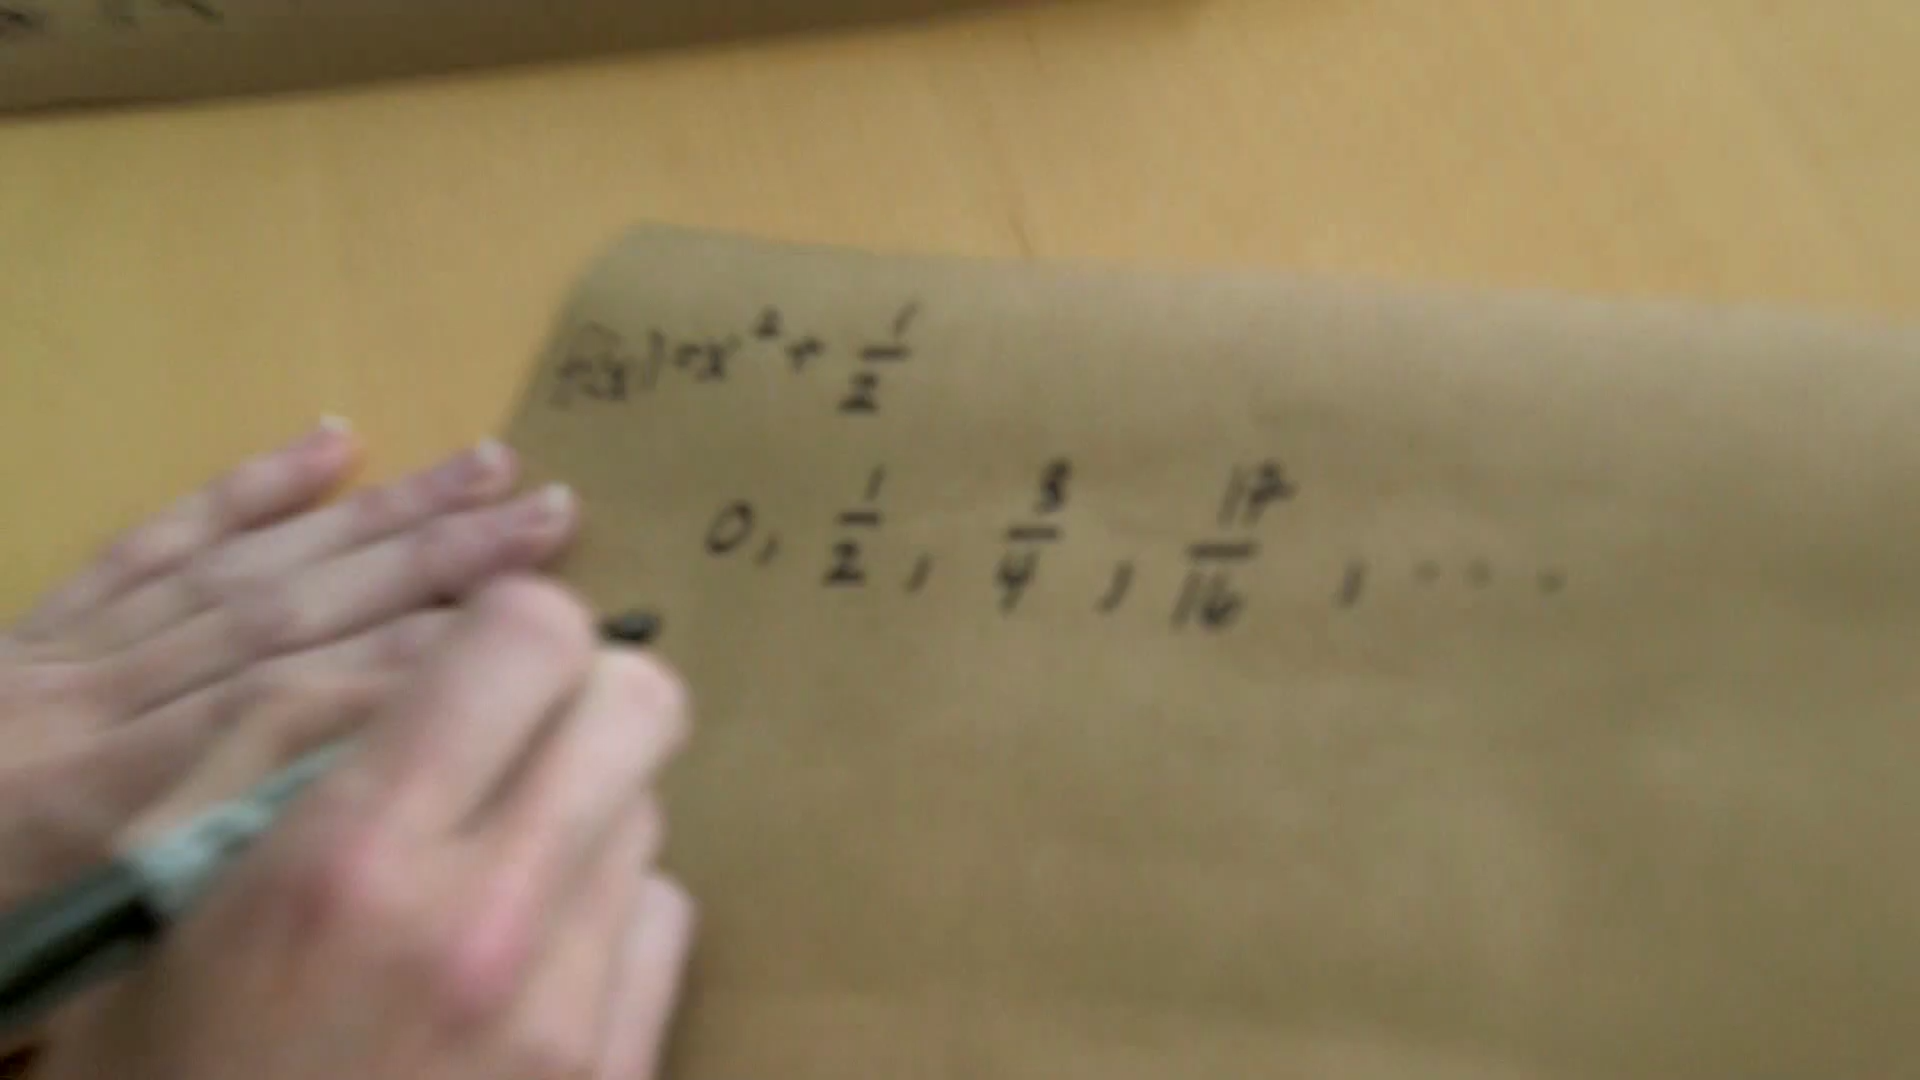 f(x)=x²+ 1/2
0, 1/2, 3/4, 17/16, ...